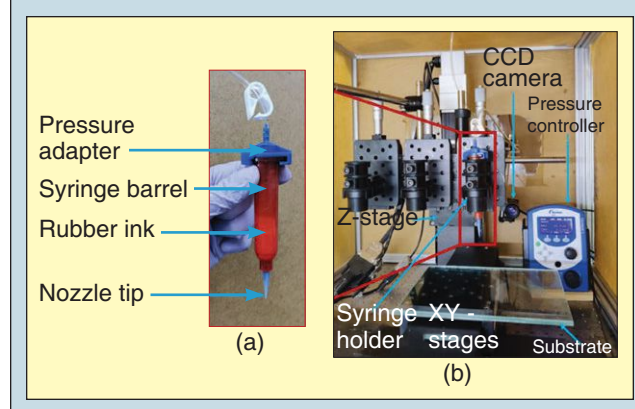 Pressure
adapter
Syringe barrel
Rubber ink
Nozzle tip
(a)
CCD
camera
Pressure
controller
Z-stage
Syringe
holder
XY -
stages
Substrate
(b)